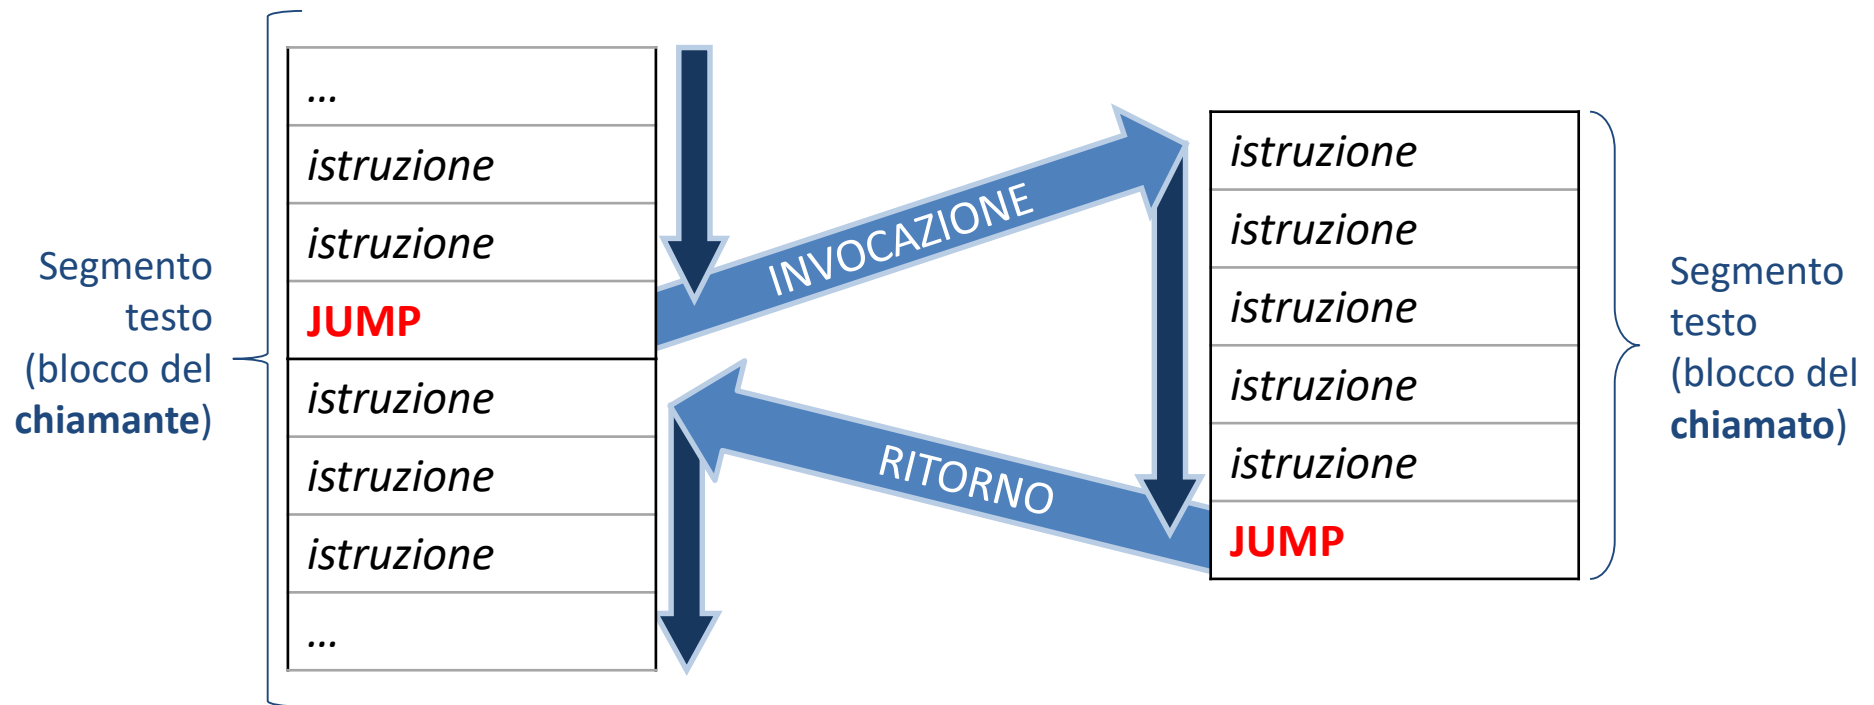 Segmento
testo
(blocco del
chiamante)
...
istruzione
istruzione
JUMP
istruzione
istruzione
istruzione
...
INVOCAZIONE
RITORNO
istruzione
istruzione
istruzione
istruzione
istruzione
JUMP
Segmento
testo
(blocco del
chiamato)